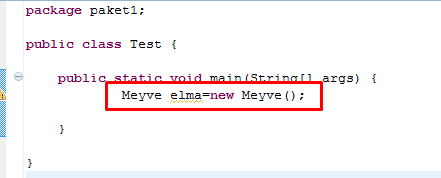 package paket1;
public class Test {
public static void main(String[] args) {
Meyve elma=new Meyve();
}
}